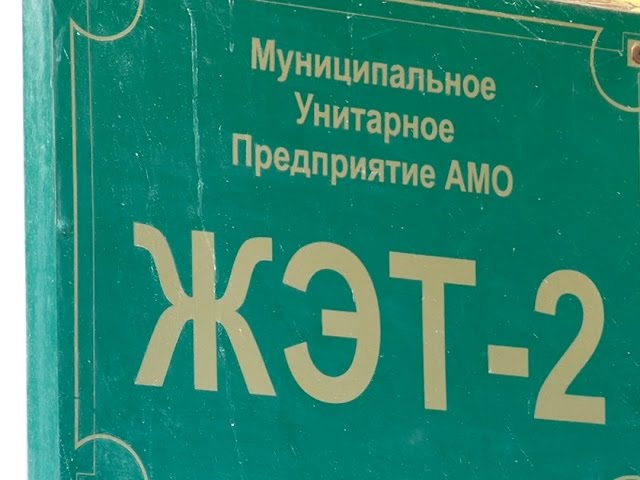 Муниципальное
Унитарное
Предприятие АМО
ЖЭТ-2